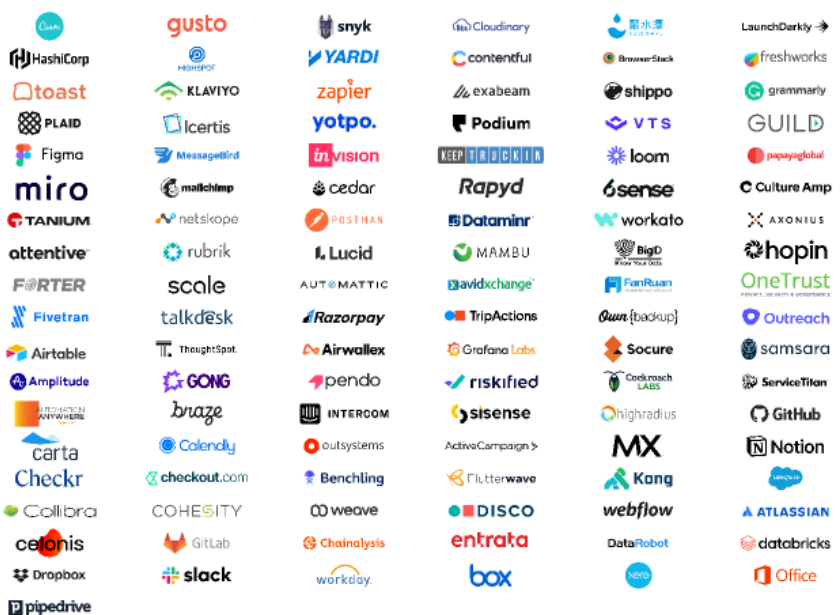 Canva gusto snyk Cloudinary 聚水潭 LaunchDarkly
HashiCorp HIGHSPOT YARDI contentful BrowserStack freshworks
toast KLAVIYO zapier exabeam shippo grammarly
PLAID Icertis yotpo. Podium VTS GUILD
Figma MessageBird inVISION KEEP TRUCKIN loom papayaglobal
miro mailchimp cedar Rapyd 6sense Culture Amp
TANIUM netskope POSTMAN Dataminr workato AXONIUS
attentive rubrik Lucid MAMBU BigID Know Your Data hopin
FORTER scale AUTOMATTIC avidxchange FanRuan OneTrust PRIVACY, SECURITY & GOVERNANCE
Fivetran talkdesk Razorpay TripActions Own{backup} Outreach
Airtable ThoughtSpot. Airwallex Grafana Labs Socure samsara
Amplitude GONG pendo riskified Cockroach LABS ServiceTitan
AUTOMATION ANYWHERE braze INTERCOM sisense highradius GitHub
carta Calendly outsystems ActiveCampaign > MX Notion
Checkr checkout.com Benchling Flutterwave Kong salesforce
Collibra COHESITY weave DISCO webflow ATLASSIAN
celonis GitLab Chainalysis entrata DataRobot databricks
Dropbox slack workday. box xero Office
pipedrive